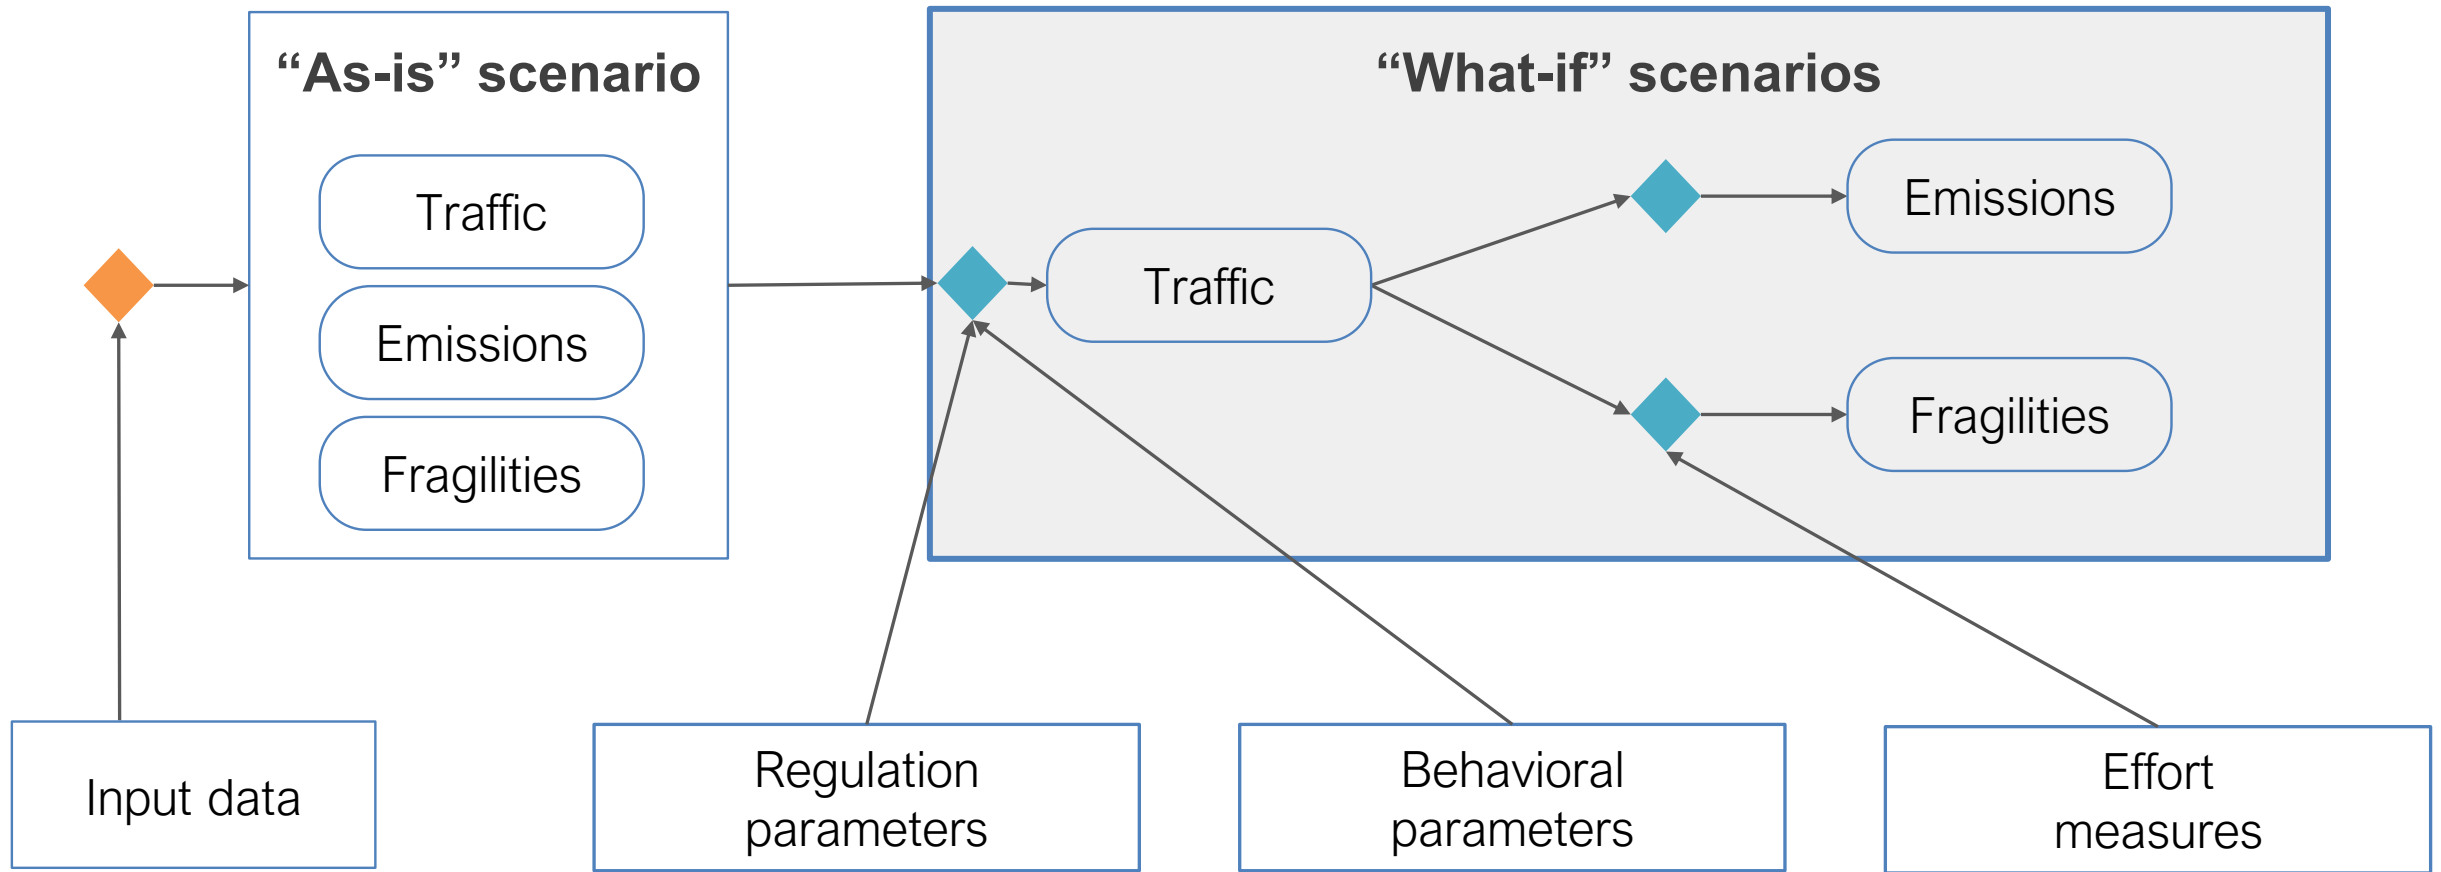 “As-is” scenario
Traffic
Emissions
Fragilities
“What-if” scenarios
Traffic
Emissions
Fragilities
Input data
Regulation
parameters
Behavioral
parameters
Effort
measures